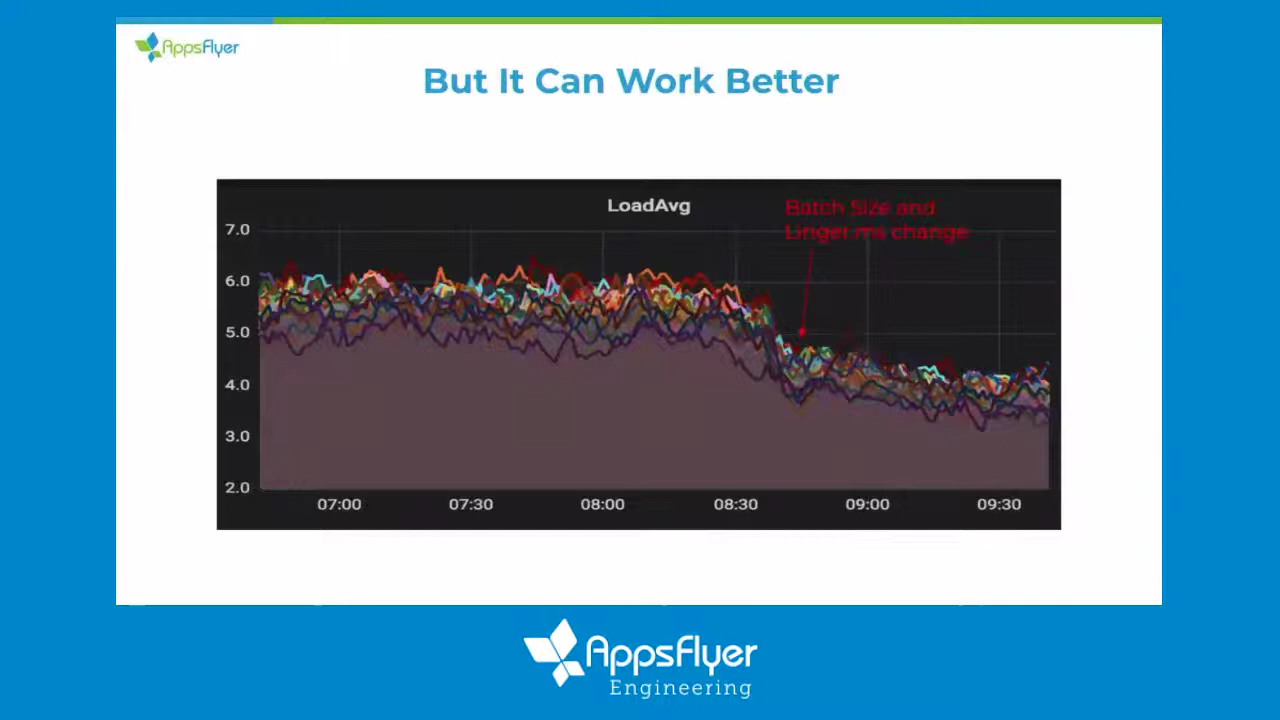 AppsFlyer
But It Can Work Better
LoadAvg
Batch Size and
Linger.ms change
7.0
6.0
5.0
4.0
3.0
2.0
07:00
07:30
08:00
08:30
09:00
09:30
AppsFlyer
Engineering